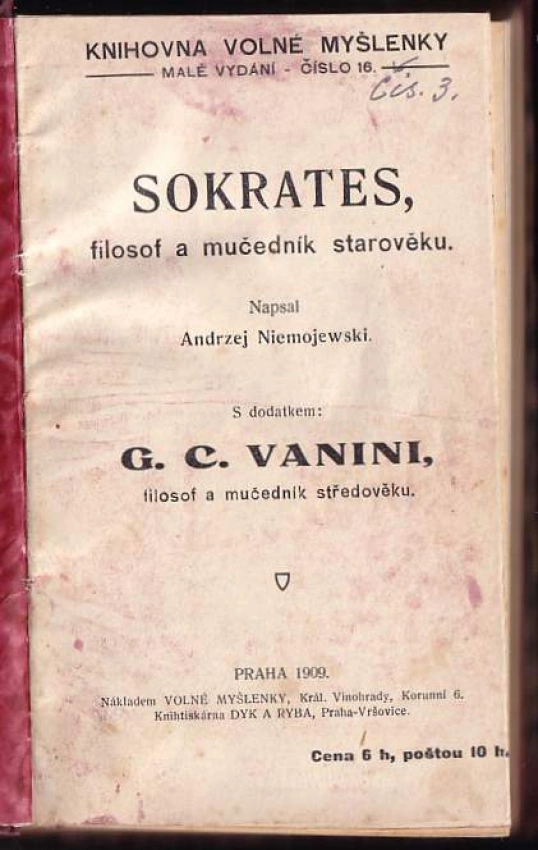 KNIHOVNA VOLNÉ MYŠLENKY
MALÉ VYDÁNÍ - ČÍSLO 16.
Čís. 3.
SOKRATES,
filosof a mučedník starověku.
Napsal
Andrzej Niemojewski.
S dodatkem:
G. C. VANINI,
filosof a mučedník středověku.
PRAHA 1909.
Nákladem VOLNÉ MYŠLENKY, Král. Vinohrady, Korunní 6.
Knihtiskárna DYK A RYBA, Praha-Vršovice.
Cena 6 h, poštou 10 h.